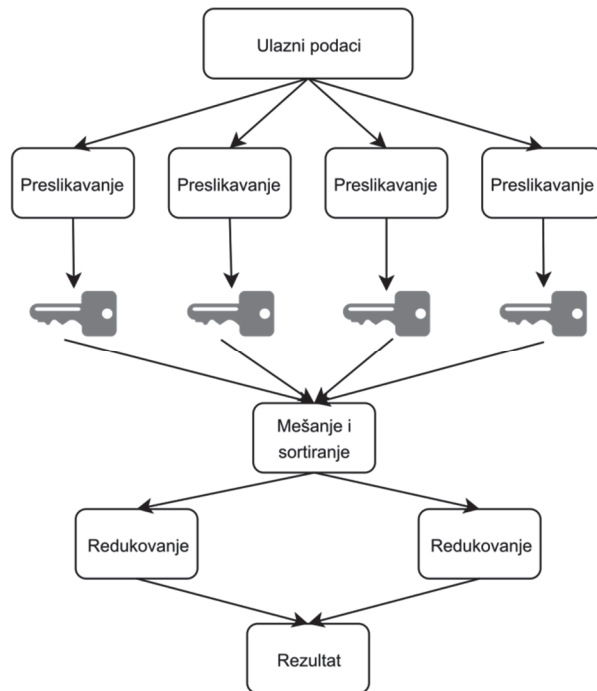 Ulazni podaci
Preslikavanje
Preslikavanje
Preslikavanje
Preslikavanje
Mešanje i
sortiranje
Redukovanje
Redukovanje
Rezultat